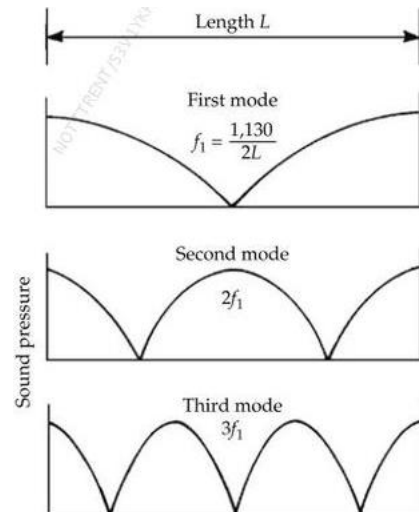 Length L
First mode
f₁ = 1,130 / 2L
Second mode
2f₁
Sound pressure
Third mode
3f₁